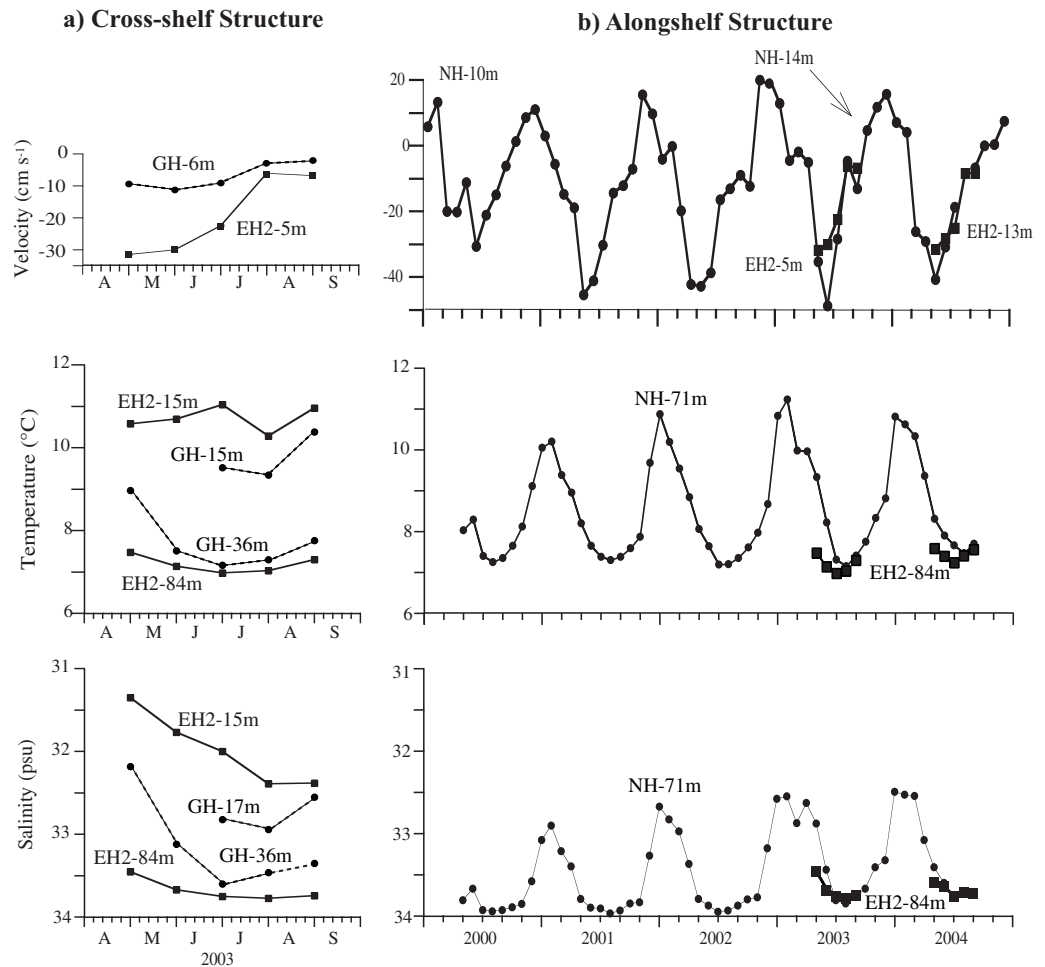 a) Cross-shelf Structure
b) Alongshelf Structure
Velocity (cm s-1)
0
-10
-20
-30
GH-6m
EH2-5m
A M J J A S
20
0
-20
-40
NH-10m
NH-14m
EH2-5m
EH2-13m
Temperature (°C)
12
10
8
6
EH2-15m
GH-15m
GH-36m
EH2-84m
A M J J A S
12
10
8
6
NH-71m
EH2-84m
Salinity (psu)
31
32
33
34
EH2-15m
GH-17m
GH-36m
EH2-84m
A M J J A S
2003
31
32
33
34
NH-71m
EH2-84m
2000 2001 2002 2003 2004